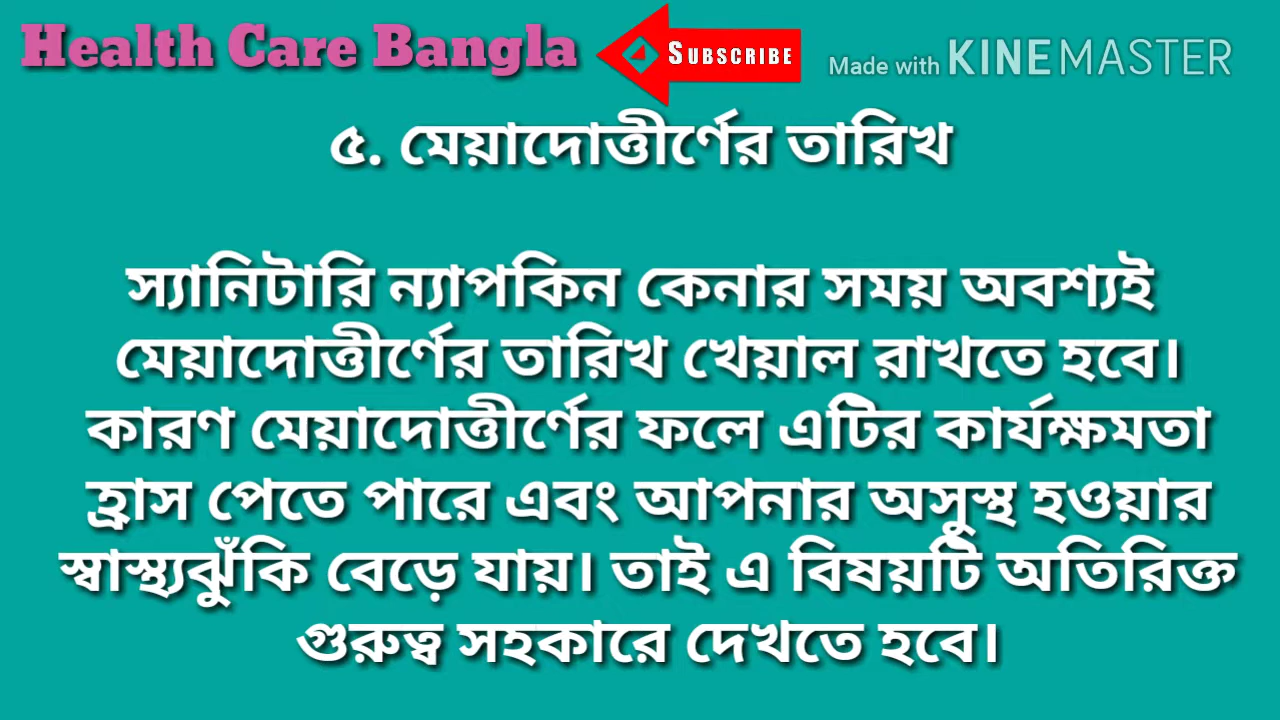 Health Care Bangla
SUBSCRIBE
Made with KINEMASTER
৫. মেয়াদোত্তীর্ণের তারিখ
স্যানিটারি ন্যাপকিন কেনার সময় অবশ্যই
মেয়াদোত্তীর্ণের তারিখ খেয়াল রাখতে হবে।
কারণ মেয়াদোত্তীর্ণের ফলে এটির কার্যক্ষমতা
হ্রাস পেতে পারে এবং আপনার অসুস্থ হওয়ার
স্বাস্থ্যঝুঁকি বেড়ে যায়। তাই এ বিষয়টি অতিরিক্ত
গুরুত্ব সহকারে দেখতে হবে।